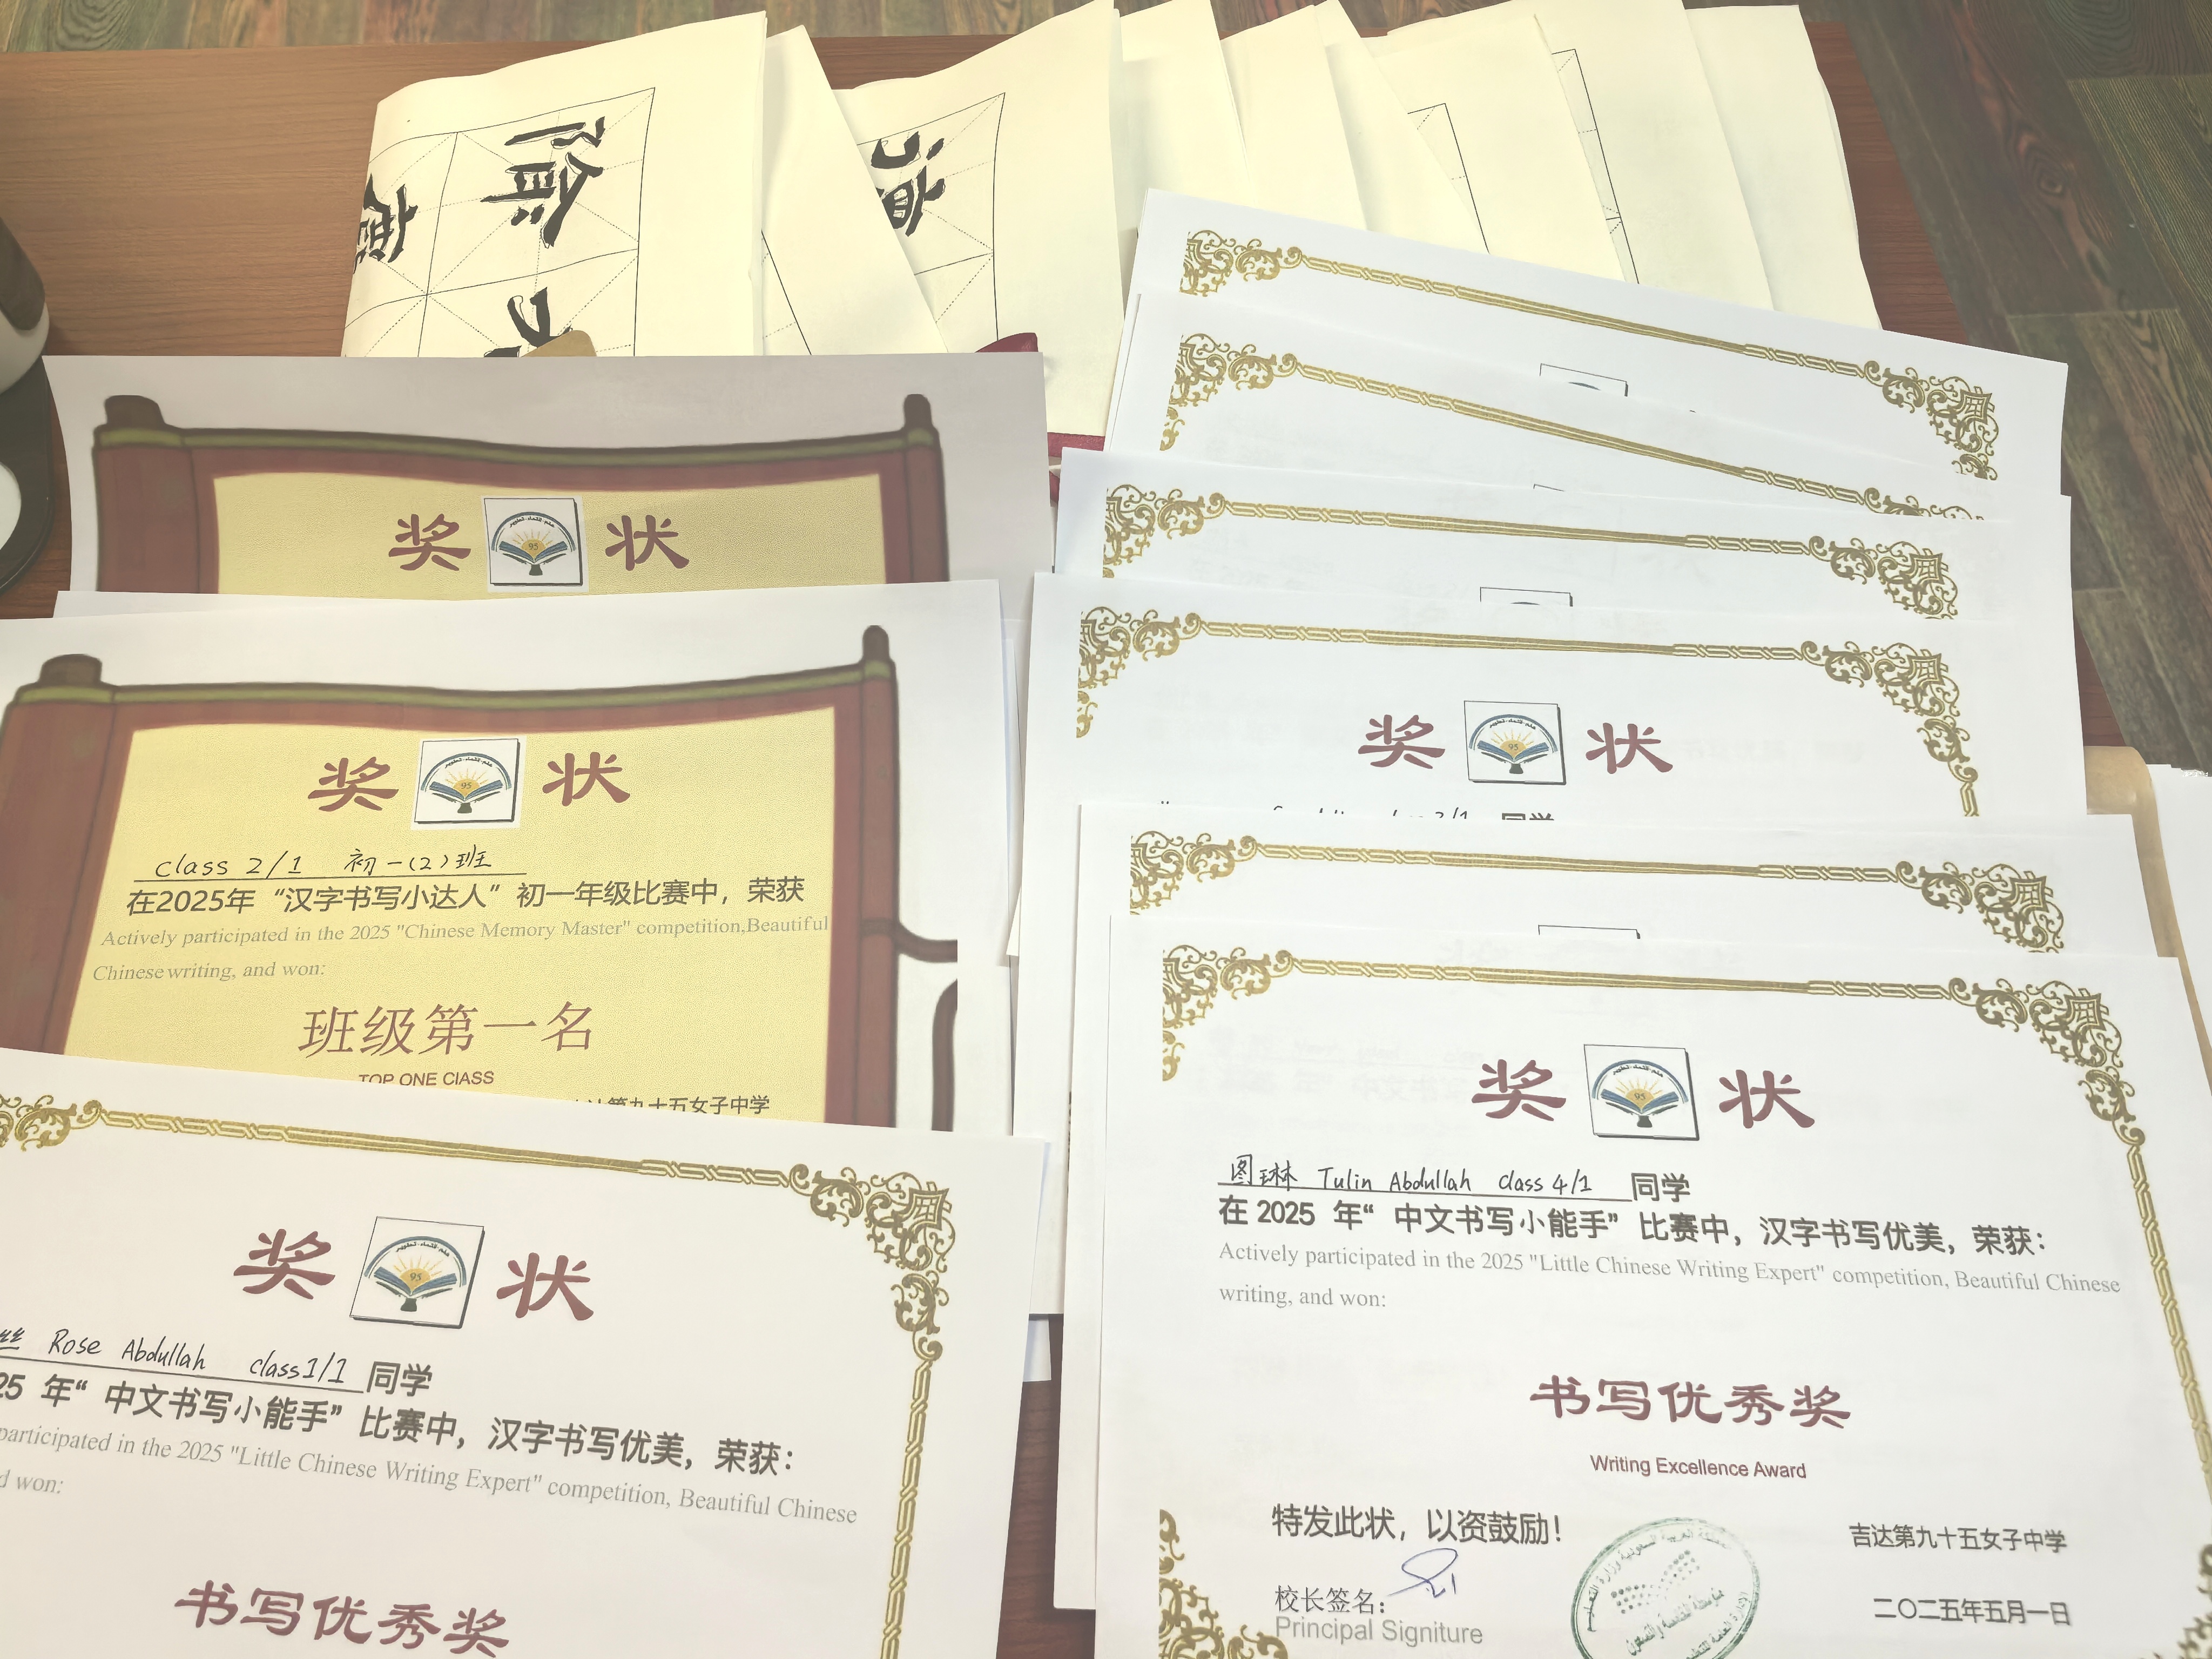 奖 状
95
奖 状
95
class 2/1 初一(2)班
在2025年“汉字书写小达人”初一年级比赛中，荣获
Actively participated in the 2025 "Chinese Memory Master" competition,Beautiful
Chinese writing, and won:
班级第一名
TOP ONE CLASS
第九十五女子中学
奖 状
95
Rose Abdullah class1/1 同学
25 年“ 中文书写小能手” 比赛中，汉字书写优美，荣获：
participated in the 2025 "Little Chinese Writing Expert" competition, Beautiful Chinese
won:
书写优秀奖
奖 状
95
同学
奖 状
95
图琳 Tulin Abdullah class 4/1 同学
在 2025 年“ 中文书写小能手” 比赛中，汉字书写优美，荣获：
Actively participated in the 2025 "Little Chinese Writing Expert" competition, Beautiful Chinese
writing, and won:
书写优秀奖
Writing Excellence Award
特发此状，以资鼓励！
吉达第九十五女子中学
校长签名：
Principal Signiture
二〇二五年五月一日